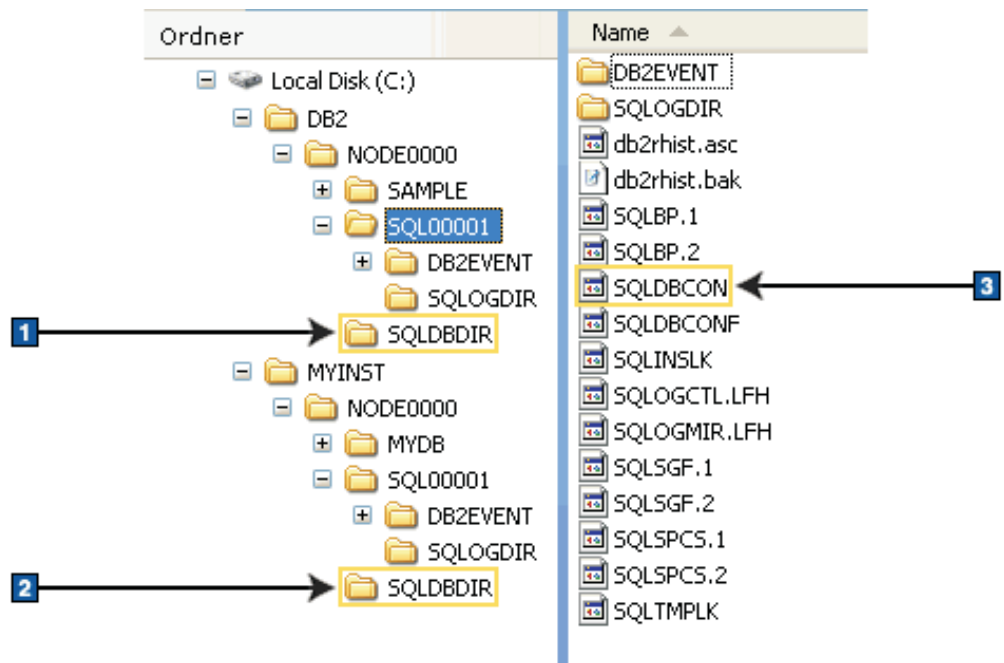 Ordner
Local Disk (C:)
DB2
NODE0000
SAMPLE
SQL00001
DB2EVENT
SQLOGDIR
1
SQLDBDIR
MYINST
NODE0000
MYDB
SQL00001
DB2EVENT
SQLOGDIR
2
SQLDBDIR
Name
DB2EVENT
SQLOGDIR
db2rhist.asc
db2rhist.bak
SQLBP.1
SQLBP.2
SQLDBCON
3
SQLDBCONF
SQLINSLK
SQLOGCTL.LFH
SQLOGMIR.LFH
SQLSGF.1
SQLSGF.2
SQLSPCS.1
SQLSPCS.2
SQLTMPLK